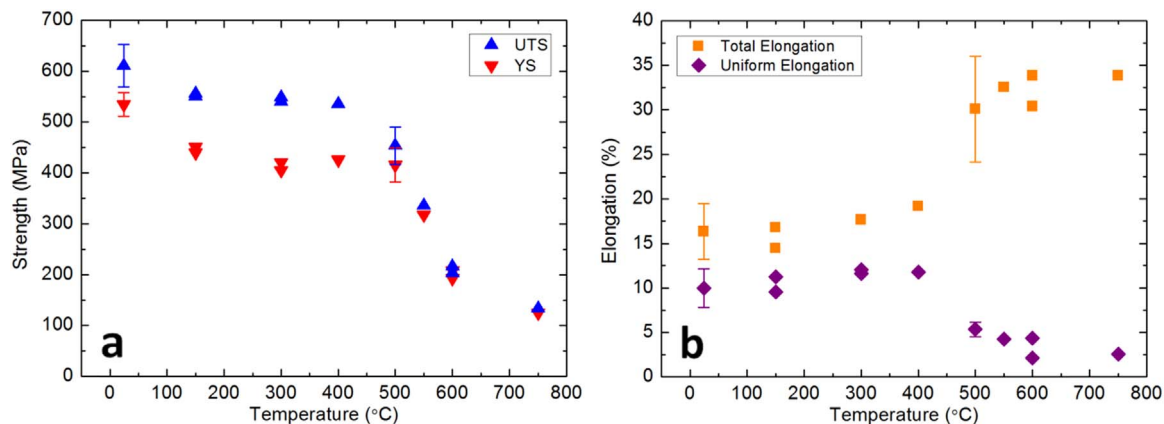 700
600
500
400
300
200
100
0
Strength (MPa)
UTS
YS
a
0 100 200 300 400 500 600 700 800
Temperature (°C)
40
35
30
25
20
15
10
5
0
Elongation (%)
Total Elongation
Uniform Elongation
b
0 100 200 300 400 500 600 700 800
Temperature (°C)